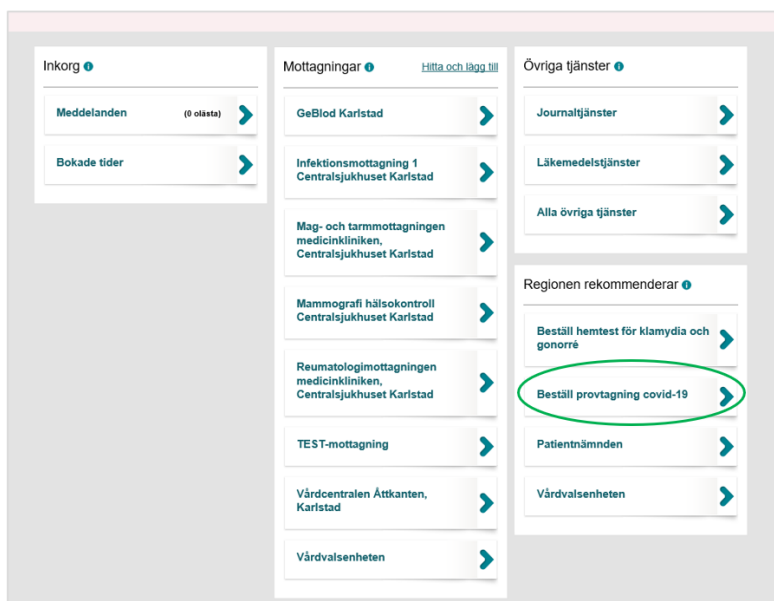 Inkorg
Meddelanden (0 olästa)
Bokade tider
Mottagningar Hitta och lägg till
GeBlod Karlstad
Infektionsmottagning 1
Centralsjukhuset Karlstad
Mag- och tarmmottagningen
medicinkliniken,
Centralsjukhuset Karlstad
Mammografi hälsokontroll
Centralsjukhuset Karlstad
Reumatologimottagningen
medicinkliniken,
Centralsjukhuset Karlstad
TEST-mottagning
Vårdcentralen Åttkanten,
Karlstad
Vårdvalsenheten
Övriga tjänster
Journaltjänster
Läkemedelstjänster
Alla övriga tjänster
Regionen rekommenderar
Beställ hemtest för klamydia och
gonorré
Beställ provtagning covid-19
Patientnämnden
Vårdvalsenheten